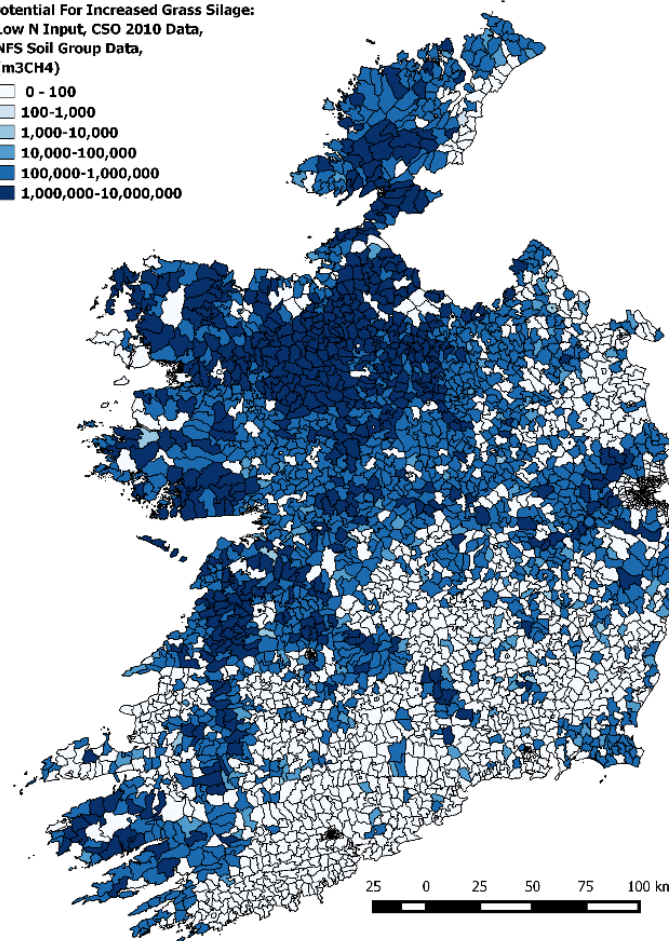 otential For Increased Grass Silage:
Low N Input, CSO 2010 Data,
NFS Soil Group Data,
(m3CH4)
0 - 100
100-1,000
1,000-10,000
10,000-100,000
100,000-1,000,000
1,000,000-10,000,000
25 0 25 50 75 100 km